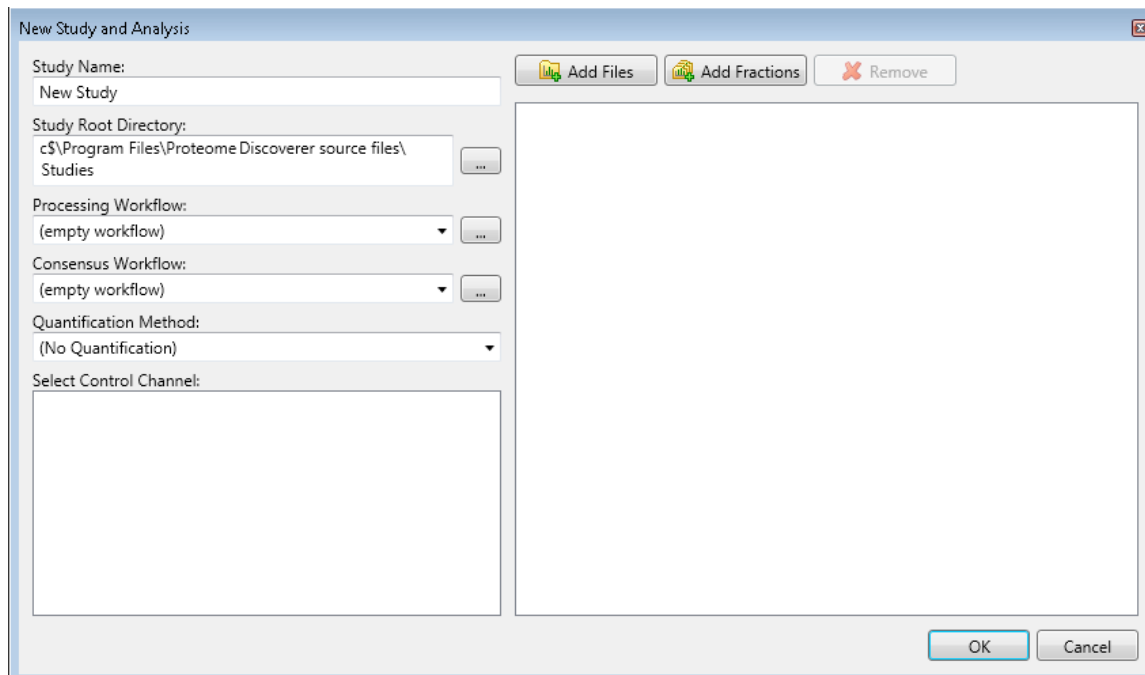 New Study and Analysis
Study Name:
New Study
Study Root Directory:
c$\Program Files\Proteome Discoverer source files\
Studies
...
Processing Workflow:
(empty workflow)
...
Consensus Workflow:
(empty workflow)
...
Quantification Method:
(No Quantification)
Select Control Channel:
Add Files
Add Fractions
Remove
OK
Cancel